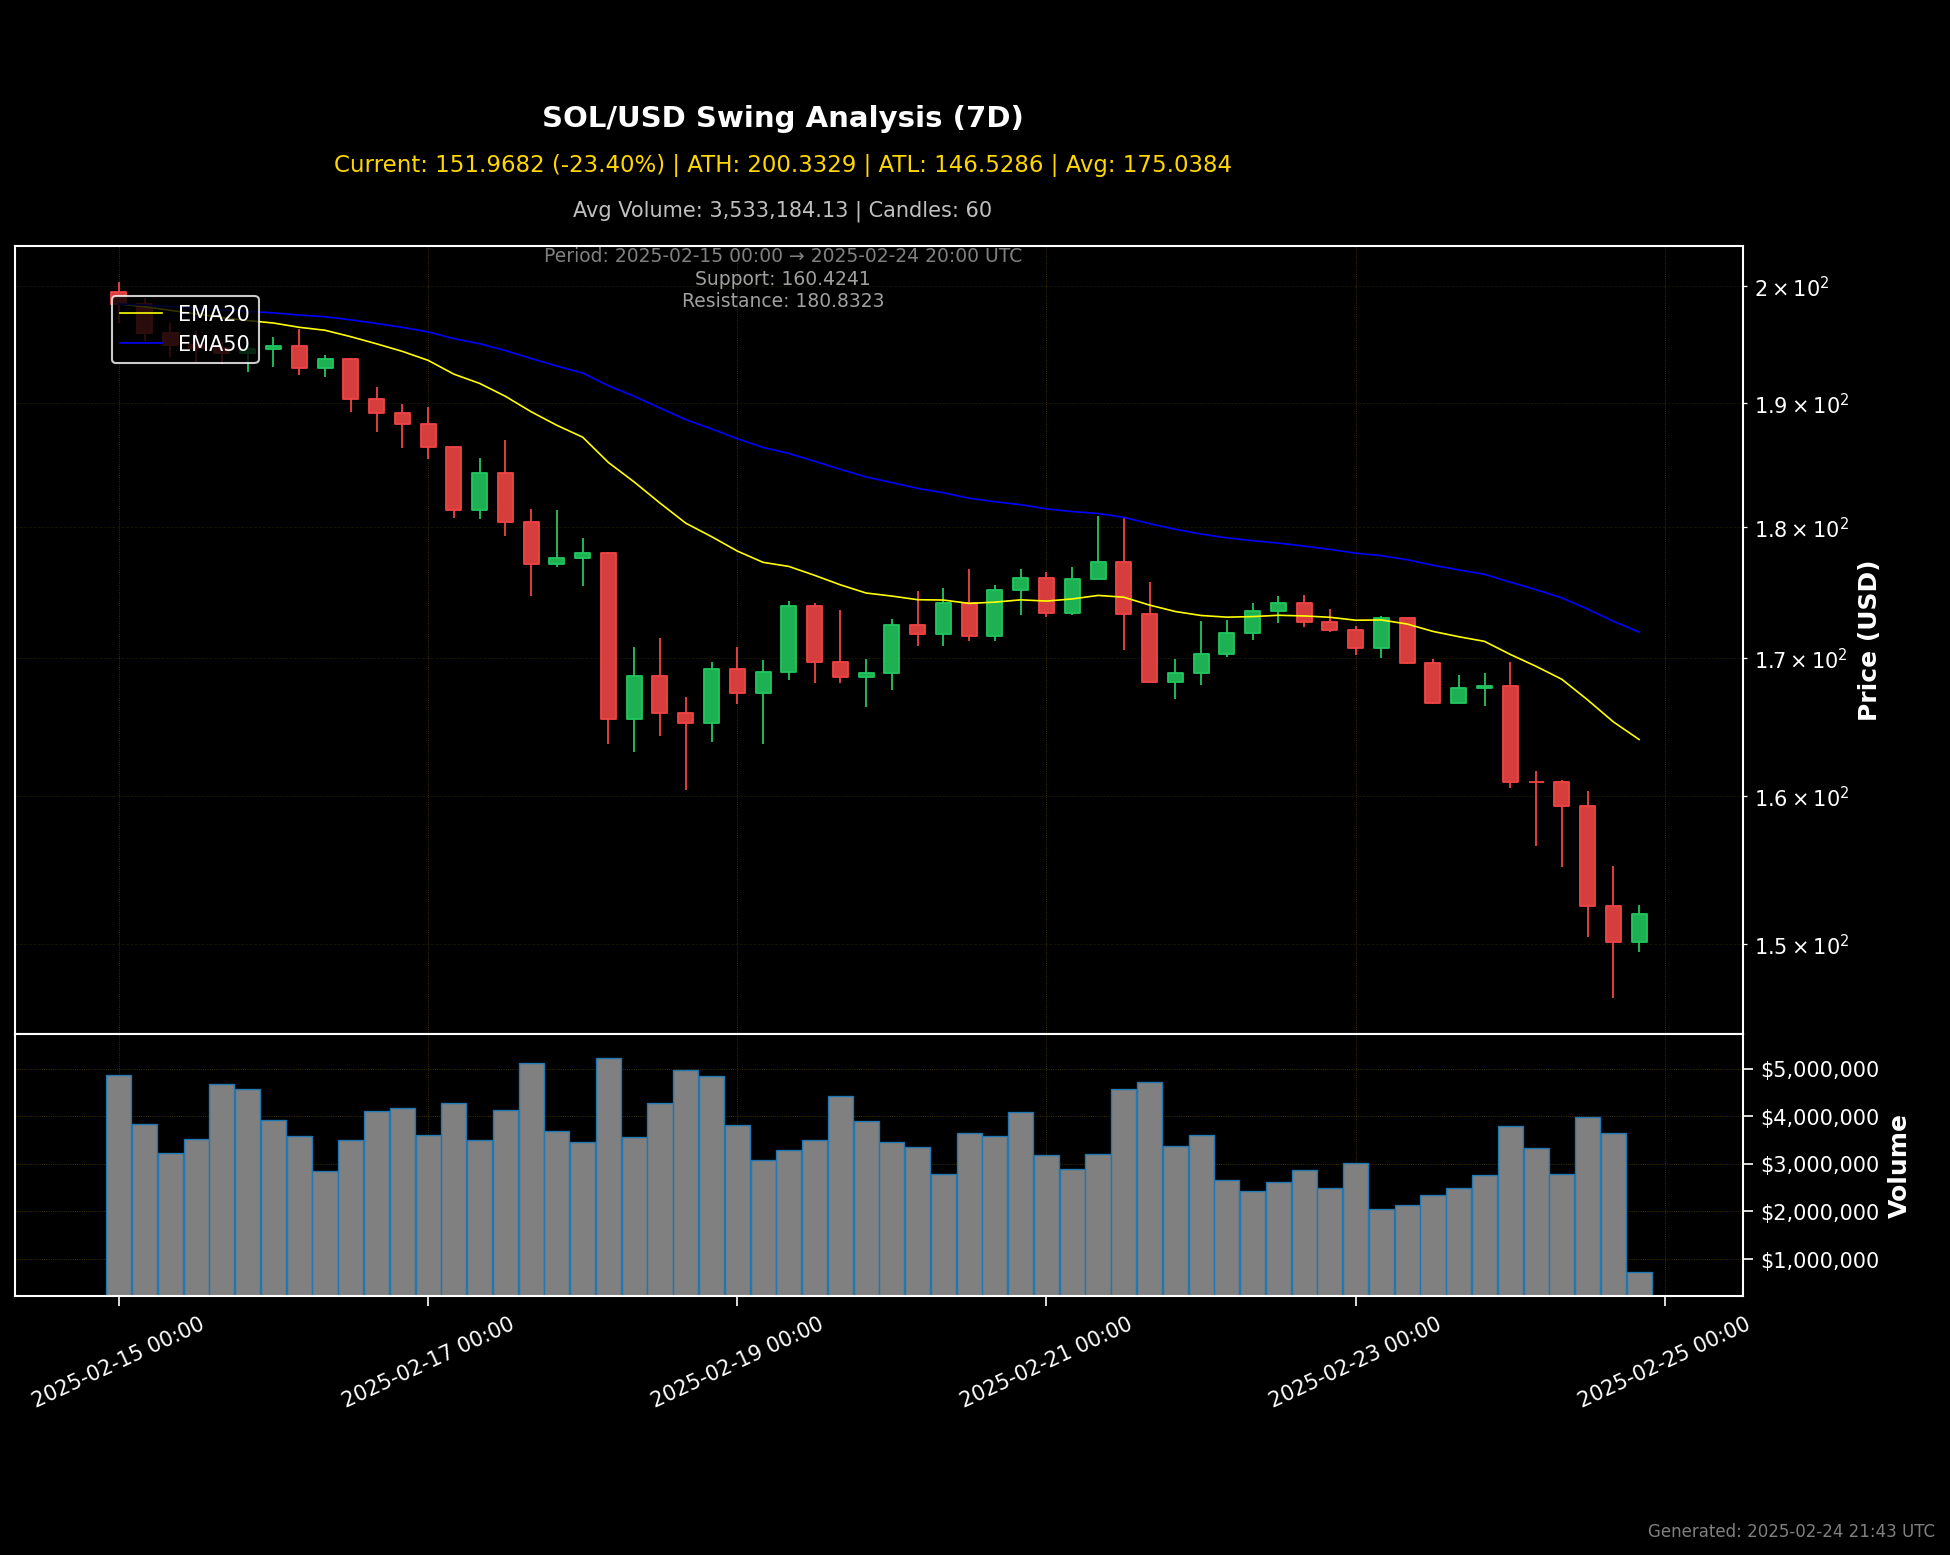 SOL/USD Swing Analysis (7D)
Current: 151.9682 (-23.40%) | ATH: 200.3329 | ATL: 146.5286 | Avg: 175.0384
Avg Volume: 3,533,184.13 | Candles: 60
Period: 2025-02-15 00:00 → 2025-02-24 20:00 UTC
Support: 160.4241
Resistance: 180.8323
EMA20
EMA50
2 × 10²
1.9 × 10²
1.8 × 10²
1.7 × 10²
1.6 × 10²
1.5 × 10²
Price (USD)
$5,000,000
$4,000,000
$3,000,000
$2,000,000
$1,000,000
Volume
2025-02-15 00:00
2025-02-17 00:00
2025-02-19 00:00
2025-02-21 00:00
2025-02-23 00:00
2025-02-25 00:00
Generated: 2025-02-24 21:43 UTC